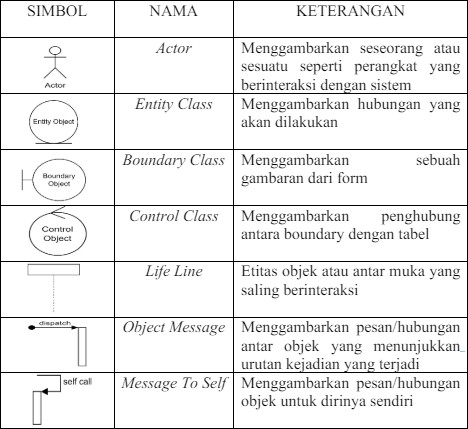 SIMBOL NAMA KETERANGAN
Actor
Actor
Menggambarkan seseorang atau
sesuatu seperti perangkat yang
berinteraksi dengan sistem
Entity Object
Entity Class
Menggambarkan hubungan yang
akan dilakukan
Boundary
Object
Boundary Class
Menggambarkan sebuah
gambaran dari form
Control
Object
Control Class
Menggambarkan penghubung
antara boundary dengan tabel
Life Line
Etitas objek atau antar muka yang
saling berinteraksi
dispatch
Object Message
Menggambarkan pesan/hubungan
antar objek yang menunjukkan
urutan kejadian yang terjadi
self call
Message To Self
Menggambarkan pesan/hubungan
objek untuk dirinya sendiri